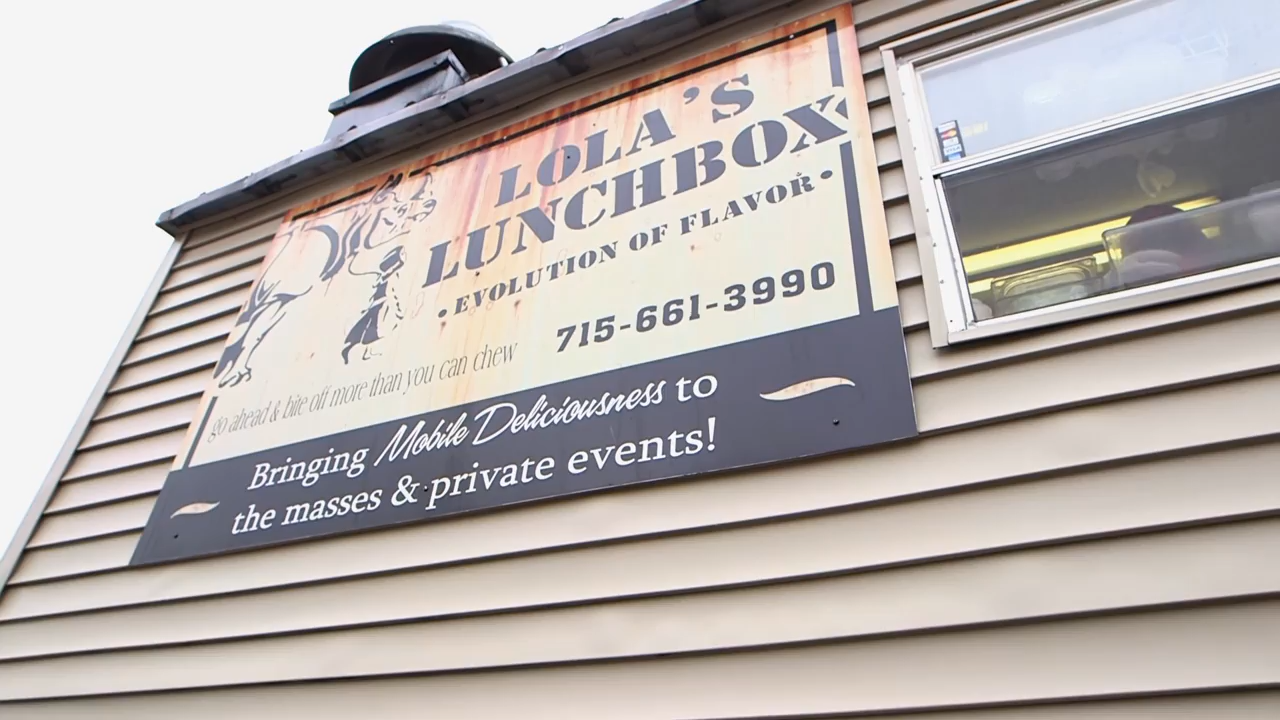 LOLA'S
LUNCHBOX
• EVOLUTION OF FLAVOR •
715-661-3990
go ahead & bite off more than you can chew
Bringing Mobile Deliciousness to
the masses & private events!